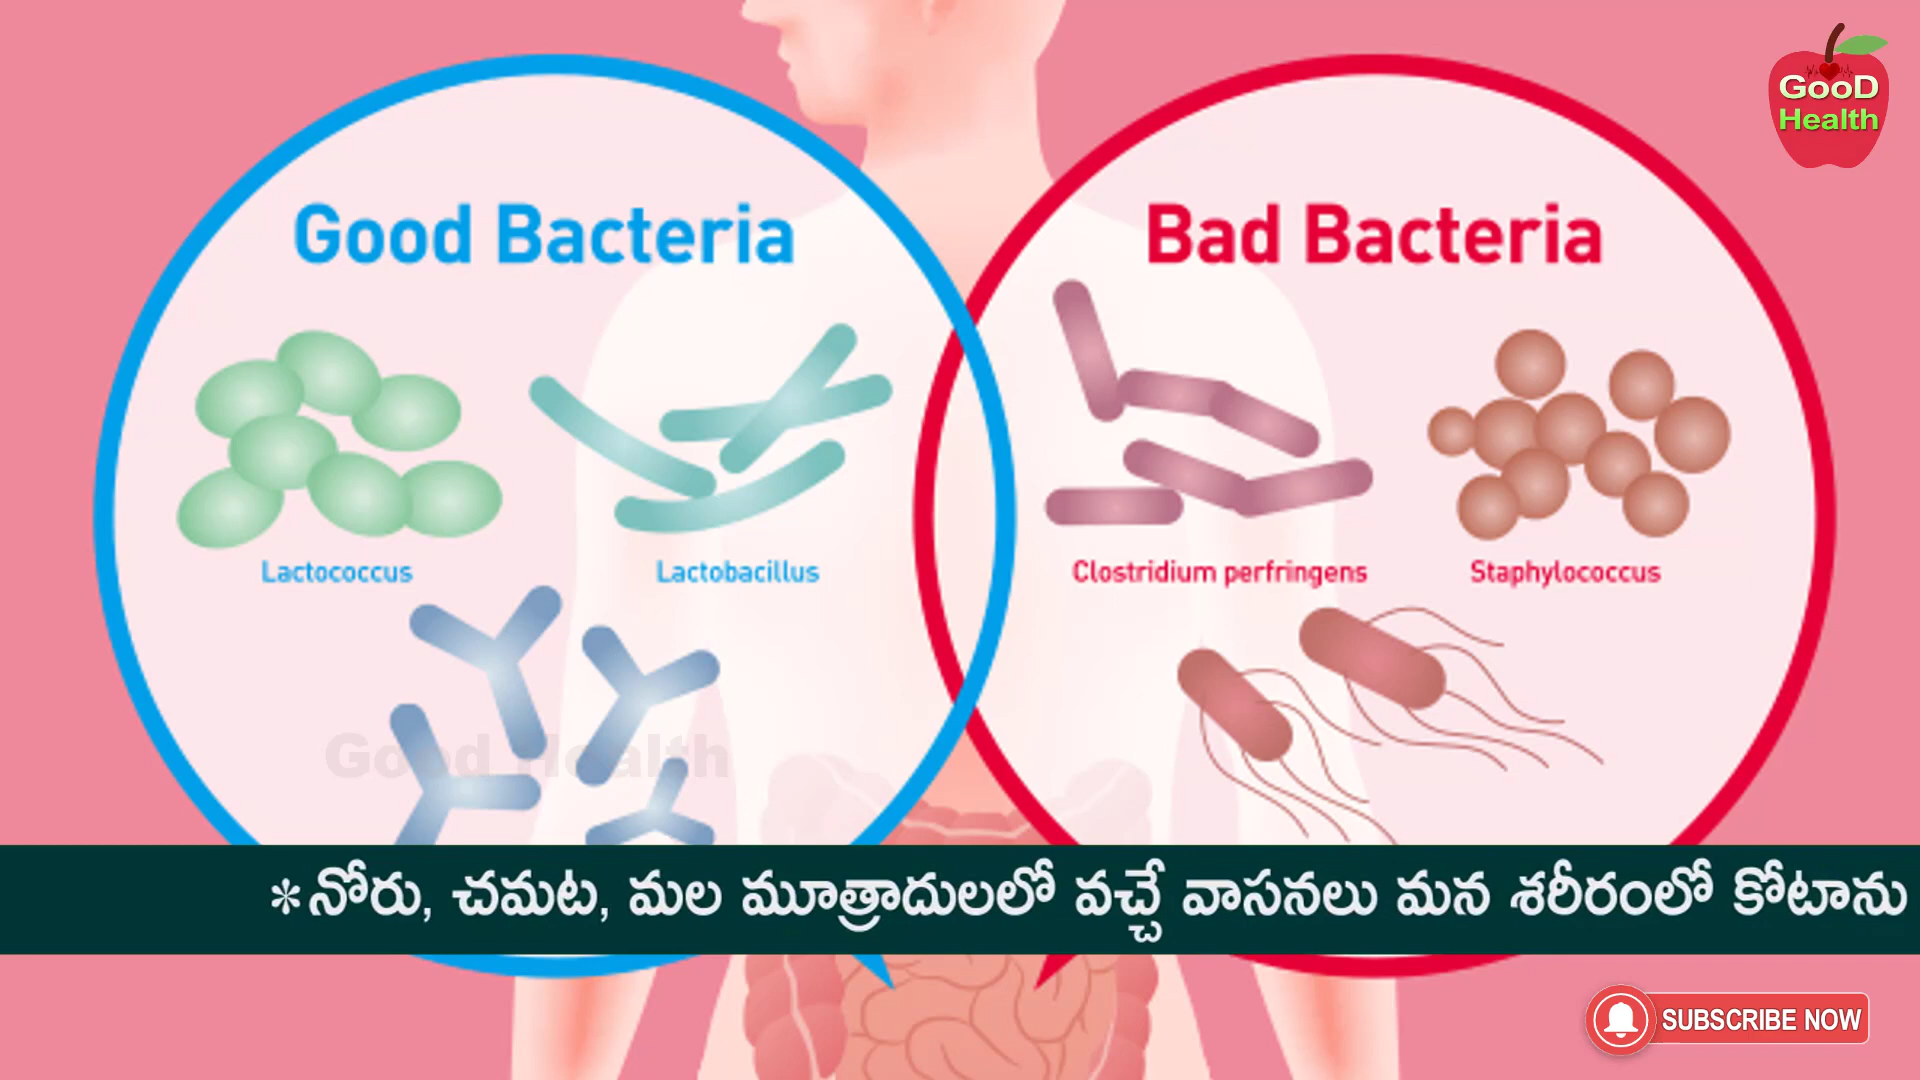 GooD
Health
Good Bacteria
Bad Bacteria
Lactococcus
Lactobacillus
Clostridium perfringens
Staphylococcus
Good Health
*నోరు, చమట, మల మూత్రాదులలో వచ్చే వాసనలు మన శరీరంలో కోటాను
SUBSCRIBE NOW